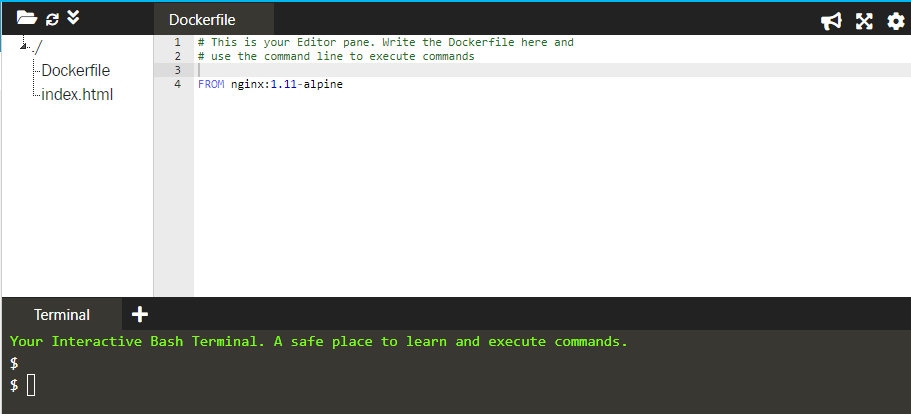 Dockerfile
./
Dockerfile
index.html
1 # This is your Editor pane. Write the Dockerfile here and
2 # use the command line to execute commands
3
4 FROM nginx:1.11-alpine
Terminal
Your Interactive Bash Terminal. A safe place to learn and execute commands.
$
$